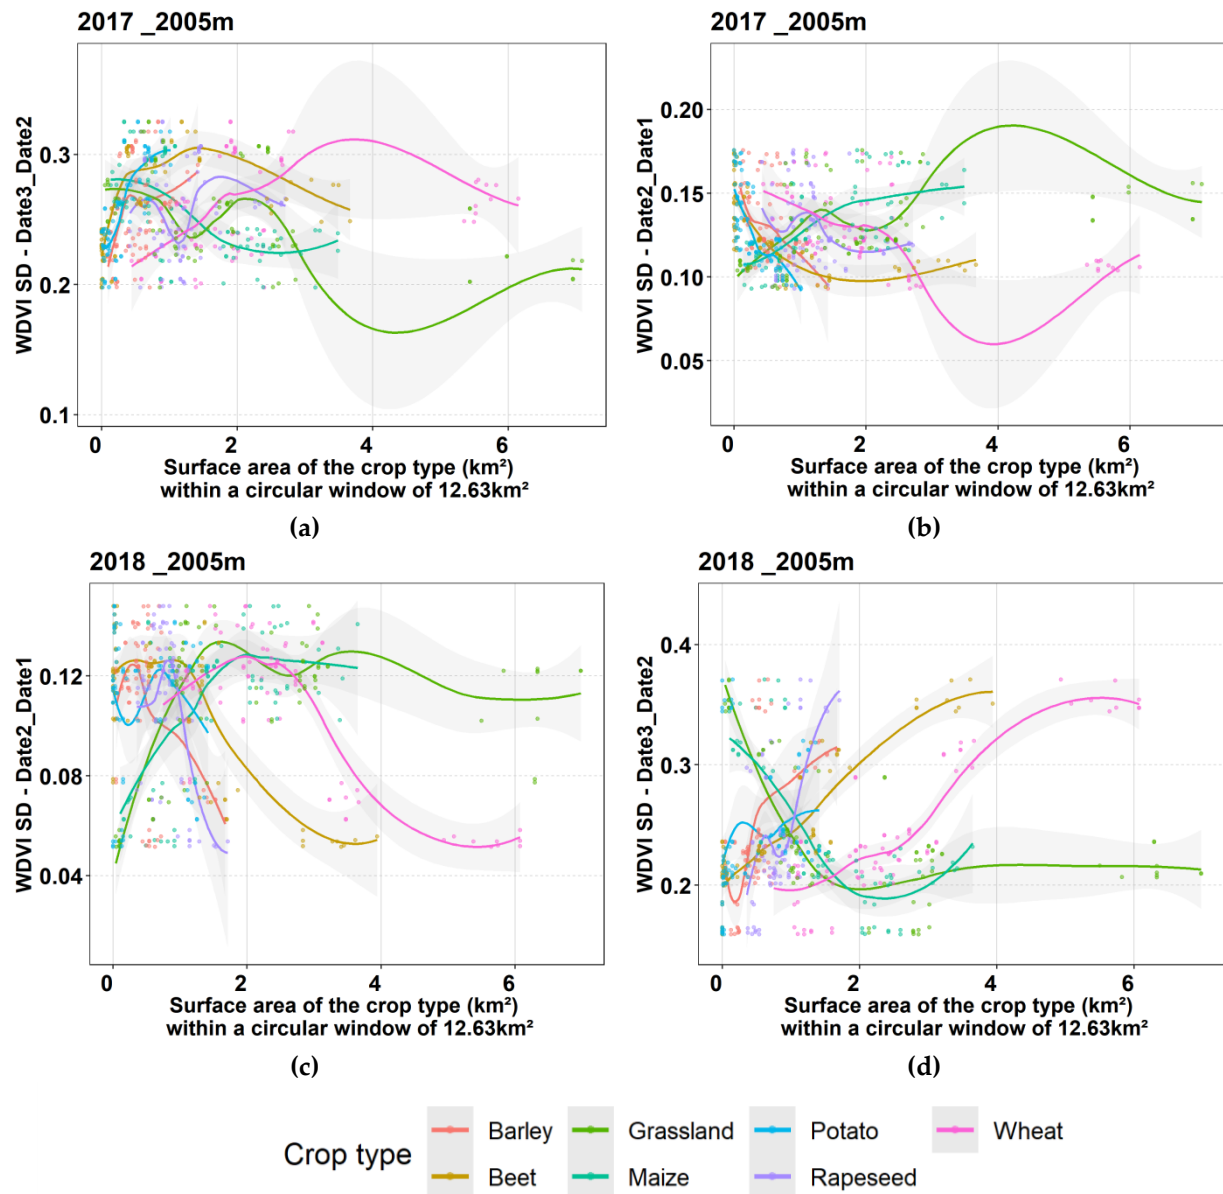 2017 _2005m
WDVI SD - Date3_Date2
0.3
0.2
0.1
0 2 4 6
Surface area of the crop type (km²)
within a circular window of 12.63km²
(a)
2017 _2005m
WDVI SD - Date2_Date1
0.20
0.15
0.10
0.05
0 2 4 6
Surface area of the crop type (km²)
within a circular window of 12.63km²
(b)
2018 _2005m
WDVI SD - Date2_Date1
0.12
0.08
0.04
0 2 4 6
Surface area of the crop type (km²)
within a circular window of 12.63km²
(c)
2018 _2005m
WDVI SD - Date3_Date2
0.4
0.3
0.2
0 2 4 6
Surface area of the crop type (km²)
within a circular window of 12.63km²
(d)
Crop type
Barley Grassland Potato Wheat
Beet Maize Rapeseed